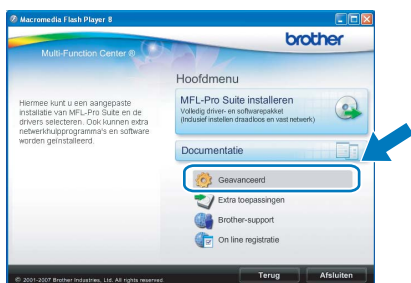 Macromedia Flash Player 8
brother
Multi-Function Center ®
Hoofdmenu
Hiermee kunt u een aangepaste
installatie van MFL-Pro Suite en de
drivers selecteren. Ook kunnen extra
netwerkhulpprogramma's en software
worden geïnstalleerd.
MFL-Pro Suite installeren
Volledig driver- en softwarepakket
(Inclusief instellen draadloos en vast netwerk)
Documentatie
Geavanceerd
Extra toepassingen
Brother-support
On line registratie
© 2001-2007 Brother Industries, Ltd. All rights reserved.
Terug
Afsluiten